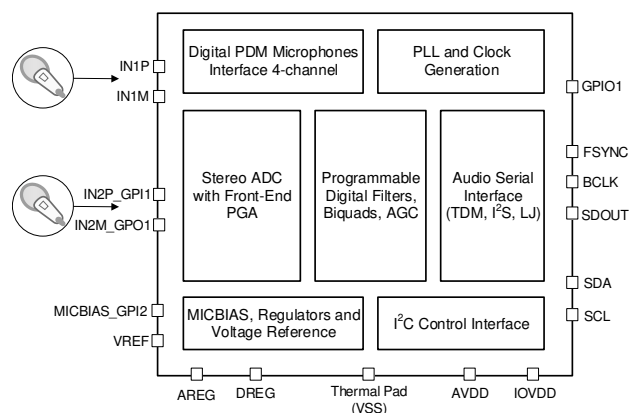 Digital PDM Microphones
Interface 4-channel
PLL and Clock
Generation
IN1P
IN1M
GPIO1
Stereo ADC
with Front-End
PGA
Programmable
Digital Filters,
Biquads, AGC
Audio Serial
Interface
(TDM, I²S, LJ)
FSYNC
BCLK
SDOUT
IN2P_GPI1
IN2M_GPO1
SDA
SCL
MICBIAS_GPI2
VREF
MICBIAS, Regulators and
Voltage Reference
I²C Control Interface
AREG
DREG
Thermal Pad
(VSS)
AVDD
IOVDD